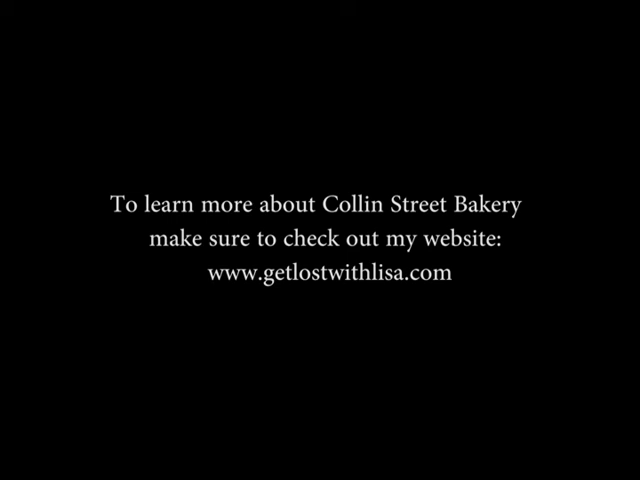 To learn more about Collin Street Bakery
make sure to check out my website:
www.getlostwithlisa.com